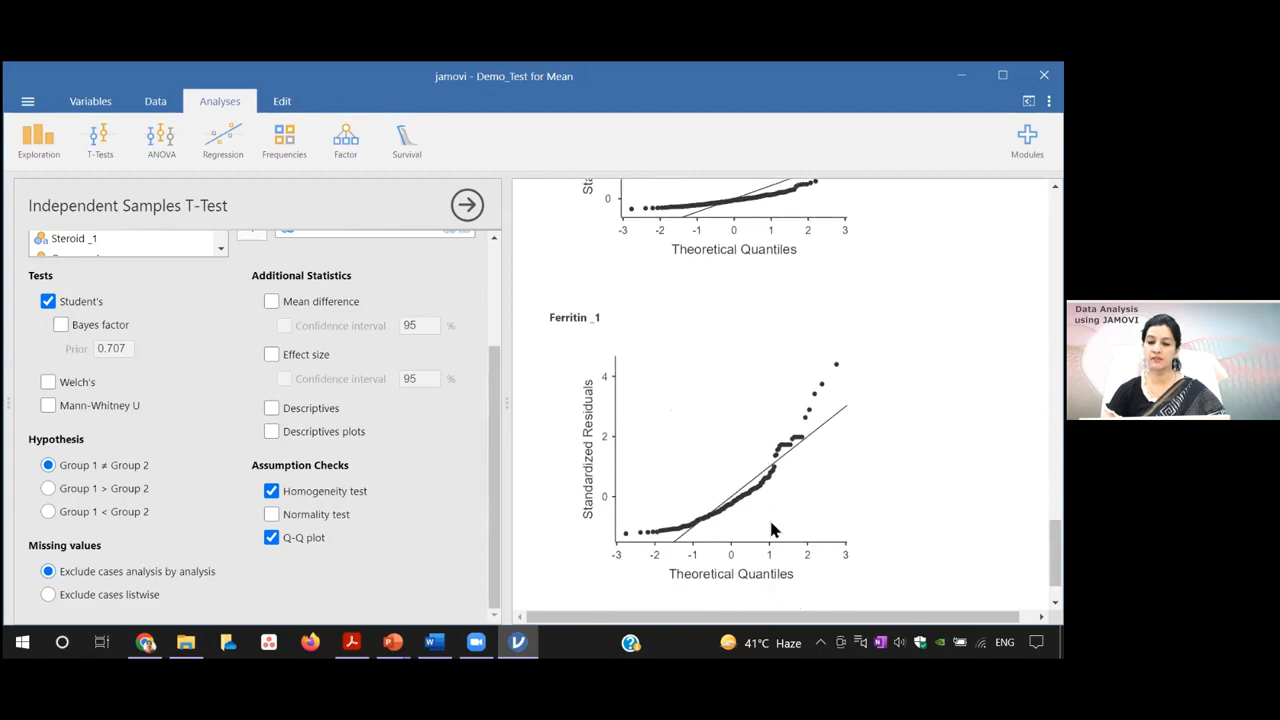 jamovi - Demo_Test for Mean
Variables
Data
Analyses
Edit
Exploration
T-Tests
ANOVA
Regression
Frequencies
Factor
Survival
Modules
Independent Samples T-Test
Steroid _1
Tests
Student's
Bayes factor
Prior 0.707
Welch's
Mann-Whitney U
Hypothesis
Group 1 ≠ Group 2
Group 1 > Group 2
Group 1 < Group 2
Missing values
Exclude cases analysis by analysis
Exclude cases listwise
Additional Statistics
Mean difference
Confidence interval 95 %
Effect size
Confidence interval 95 %
Descriptives
Descriptives plots
Assumption Checks
Homogeneity test
Normality test
Q-Q plot
0
-3 -2 -1 0 1 2 3
Theoretical Quantiles
Ferritin _1
Standardized Residuals
4
2
0
-3 -2 -1 0 1 2 3
Theoretical Quantiles
Data Analysis
using JAMOVI
41°C Haze
ENG